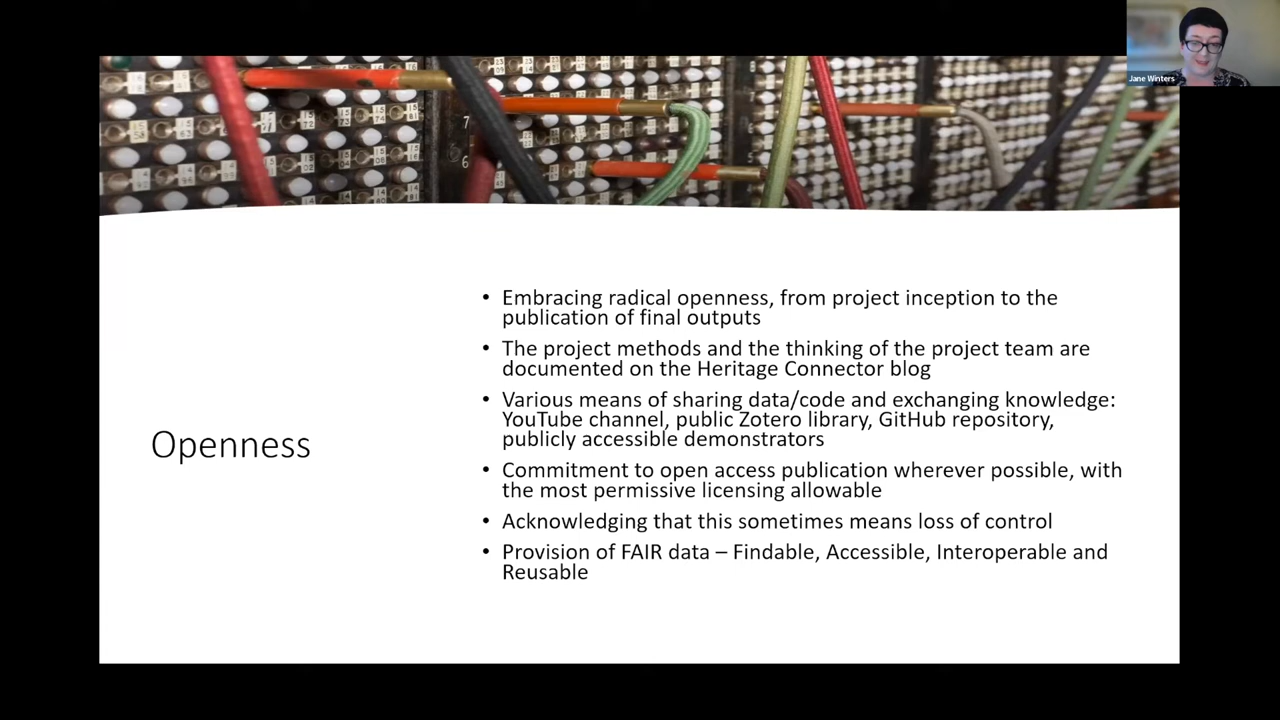 Jane Winters
7
6
Openness
• Embracing radical openness, from project inception to the
publication of final outputs
• The project methods and the thinking of the project team are
documented on the Heritage Connector blog
• Various means of sharing data/code and exchanging knowledge:
YouTube channel, public Zotero library, GitHub repository,
publicly accessible demonstrators
• Commitment to open access publication wherever possible, with
the most permissive licensing allowable
• Acknowledging that this sometimes means loss of control
• Provision of FAIR data – Findable, Accessible, Interoperable and
Reusable